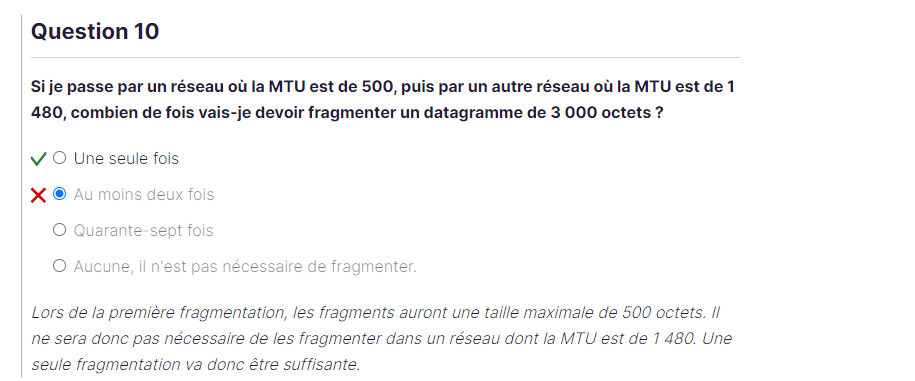 Question 10
Si je passe par un réseau où la MTU est de 500, puis par un autre réseau où la MTU est de 1
480, combien de fois vais-je devoir fragmenter un datagramme de 3 000 octets ?
Une seule fois
Au moins deux fois
Quarante-sept fois
Aucune, il n'est pas nécessaire de fragmenter.
Lors de la première fragmentation, les fragments auront une taille maximale de 500 octets. Il
ne sera donc pas nécessaire de les fragmenter dans un réseau dont la MTU est de 1 480. Une
seule fragmentation va donc être suffisante.